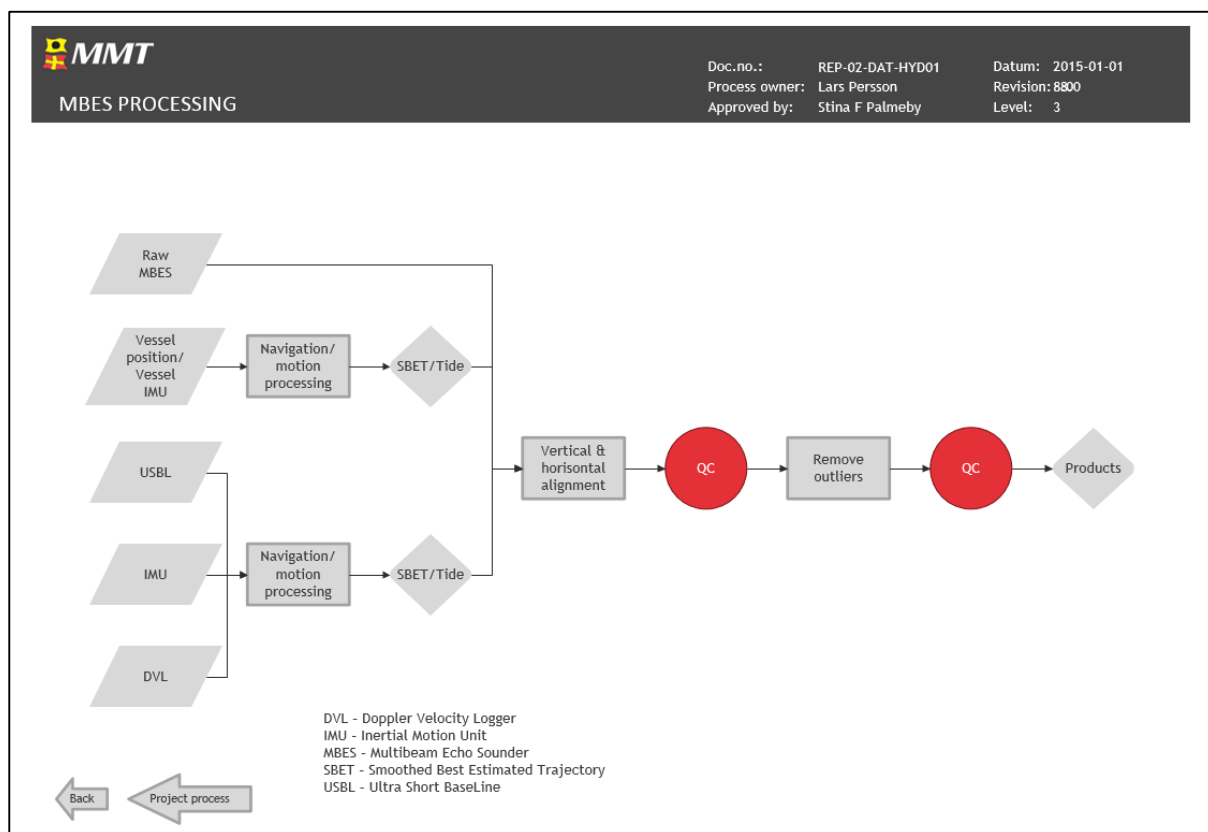 MMT
MBES PROCESSING
Doc.no.: REP-02-DAT-HYD01
Process owner: Lars Persson
Approved by: Stina F Palmeby
Datum: 2015-01-01
Revision:
Level: 3
Raw
MBES
Vessel
position/
Vessel
IMU
Navigation/
motion
processing
SBET/Tide
USBL
IMU
DVL
Navigation/
motion
processing
SBET/Tide
Vertical &
horisontal
alignment
QC
Remove
outliers
QC
Products
DVL - Doppler Velocity Logger
IMU - Inertial Motion Unit
MBES - Multibeam Echo Sounder
SBET - Smoothed Best Estimated Trajectory
USBL - Ultra Short BaseLine
Back
Project process